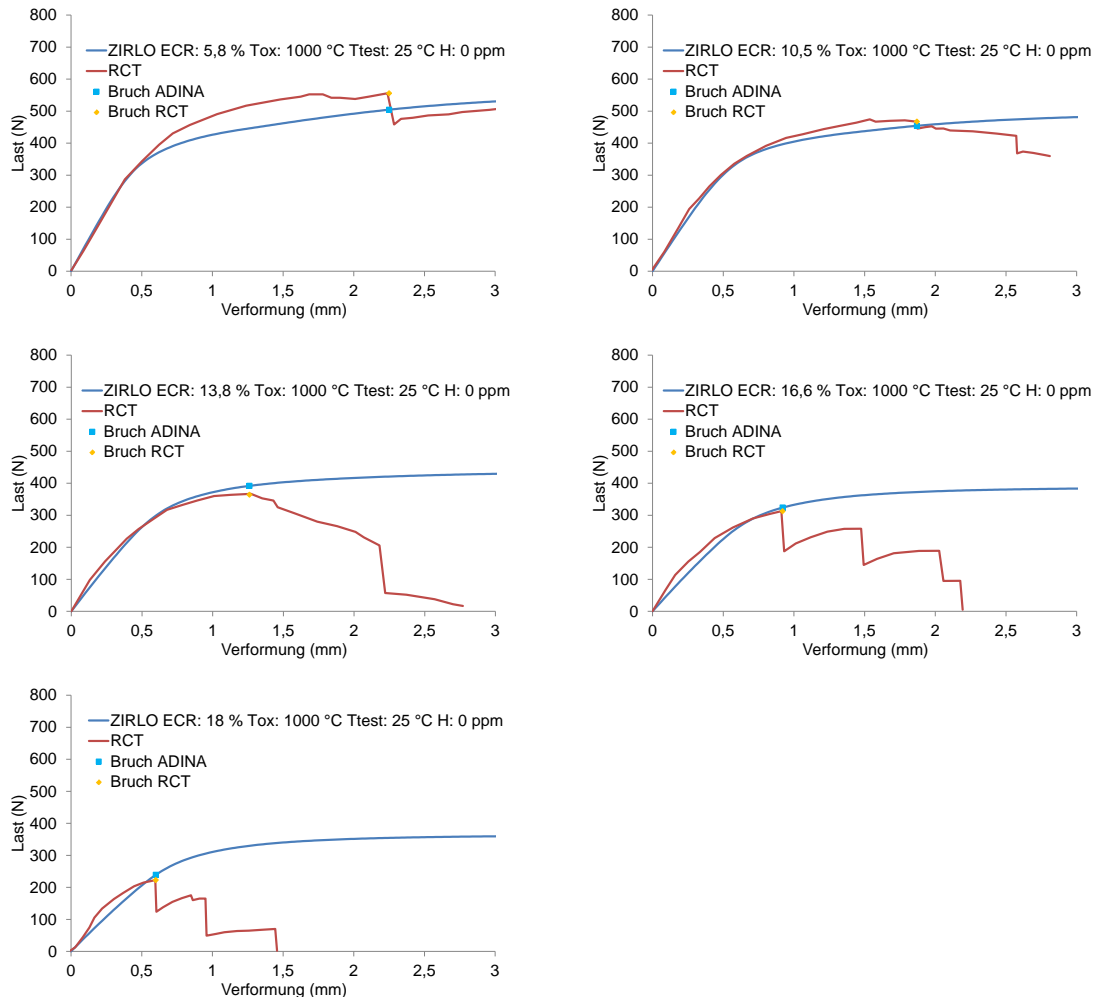 800
700
600
500
400
300
200
100
0
Last (N)
ZIRLO ECR: 5,8 % Tox: 1000 °C Ttest: 25 °C H: 0 ppm
RCT
Bruch ADINA
Bruch RCT
0 0,5 1 1,5 2 2,5 3
Verformung (mm)
800
700
600
500
400
300
200
100
0
Last (N)
ZIRLO ECR: 10,5 % Tox: 1000 °C Ttest: 25 °C H: 0 ppm
RCT
Bruch ADINA
Bruch RCT
0 0,5 1 1,5 2 2,5 3
Verformung (mm)
800
700
600
500
400
300
200
100
0
Last (N)
ZIRLO ECR: 13,8 % Tox: 1000 °C Ttest: 25 °C H: 0 ppm
RCT
Bruch ADINA
Bruch RCT
0 0,5 1 1,5 2 2,5 3
Verformung (mm)
800
700
600
500
400
300
200
100
0
Last (N)
ZIRLO ECR: 16,6 % Tox: 1000 °C Ttest: 25 °C H: 0 ppm
RCT
Bruch ADINA
Bruch RCT
0 0,5 1 1,5 2 2,5 3
Verformung (mm)
800
700
600
500
400
300
200
100
0
Last (N)
ZIRLO ECR: 18 % Tox: 1000 °C Ttest: 25 °C H: 0 ppm
RCT
Bruch ADINA
Bruch RCT
0 0,5 1 1,5 2 2,5 3
Verformung (mm)